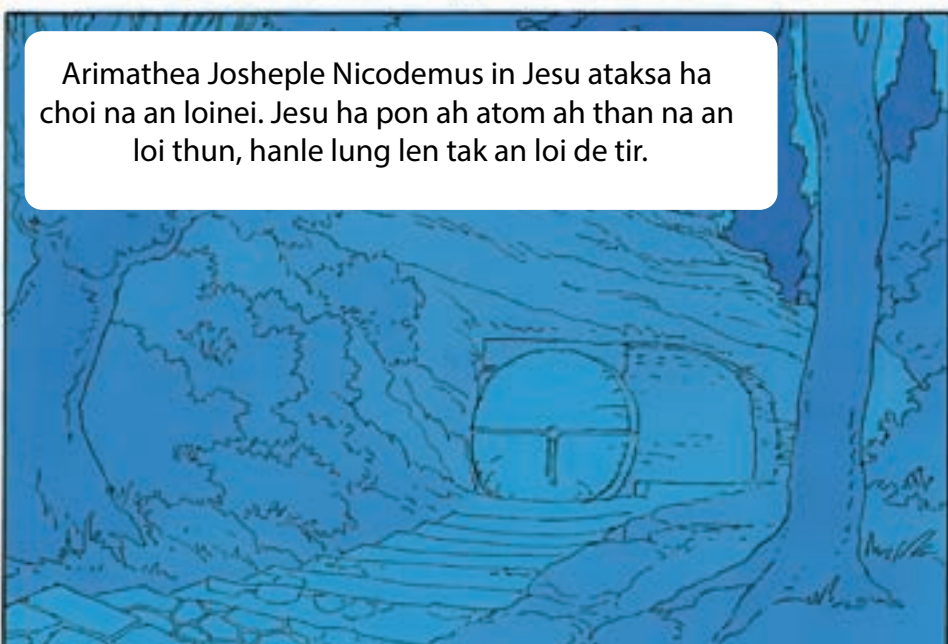 Arimathea Josheple Nicodemus in Jesu ataksa ha
choi na an loinei. Jesu ha pon ah atom ah than na an
loi thun, hanle lung len tak an loi de tir.